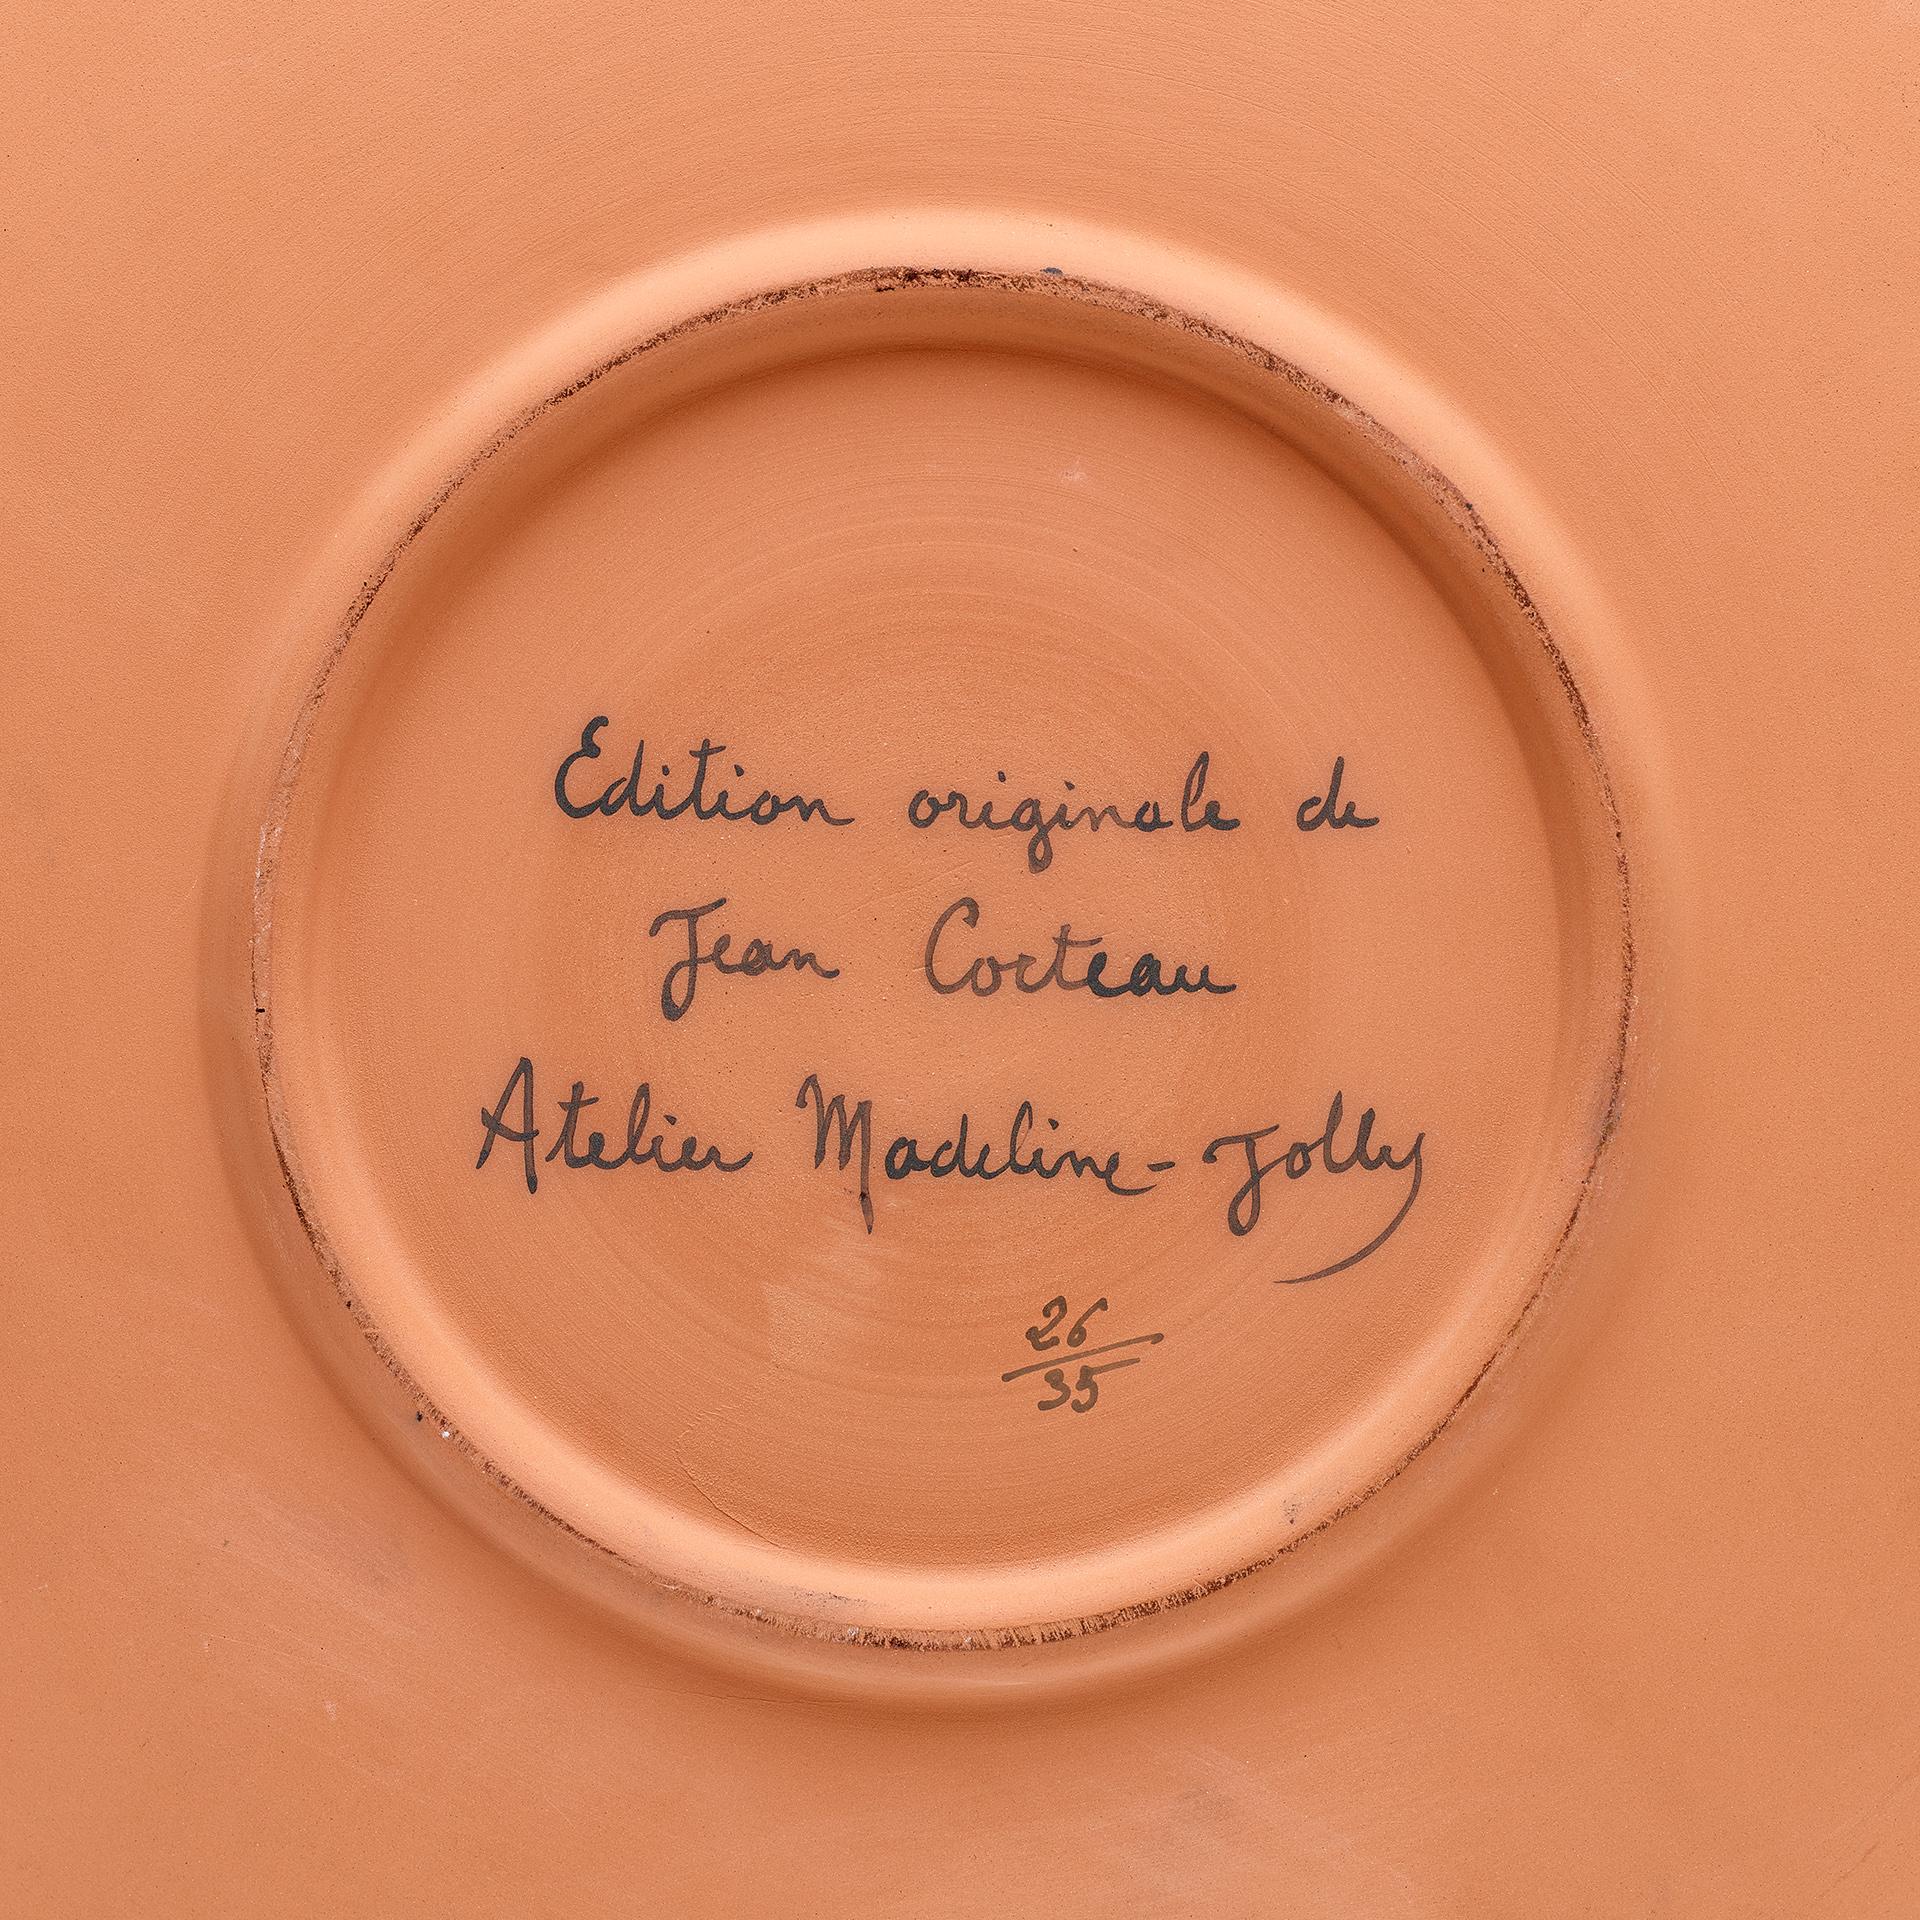 Edition originale de
Jean Cocteau
Atelier Madeline-Jolly
26
35